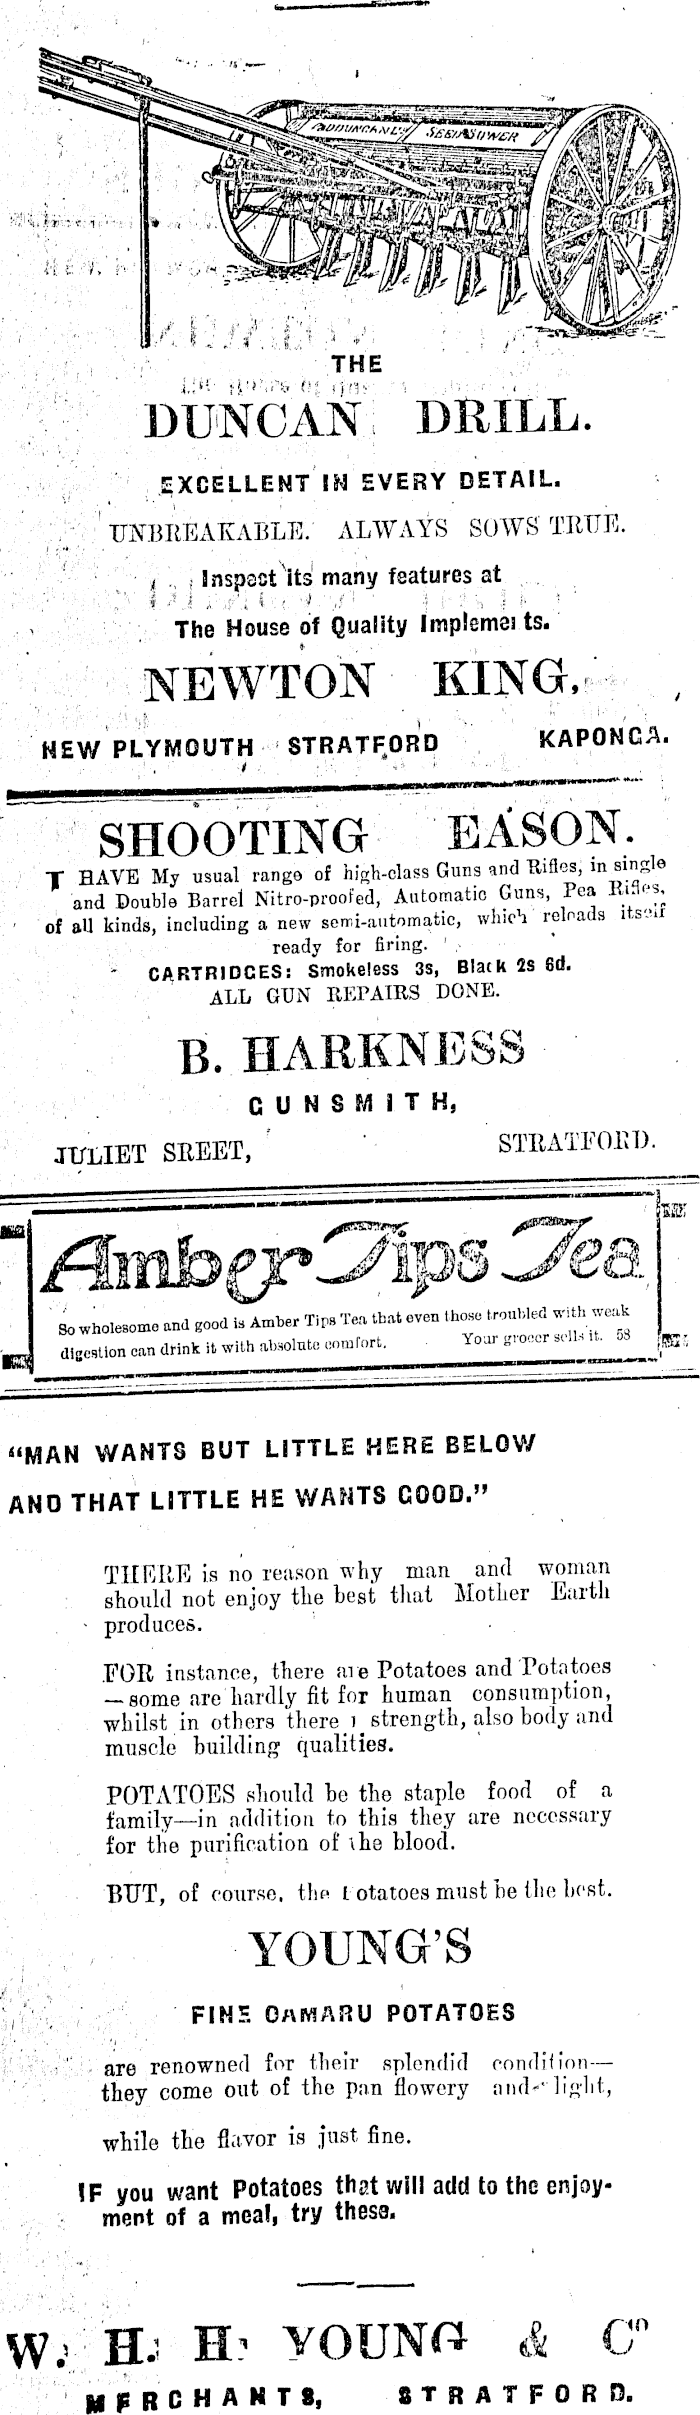 P. & D. DUNCAN Ld SEED SOWER
THE
DUNCAN DRILL.
EXCELLENT IN EVERY DETAIL.
UNBREAKABLE. ALWAYS SOWS TRUE.
Inspect its many features at
The House of Quality Implements.
NEWTON KING,
NEW PLYMOUTH STRATFORD KAPONGA.
SHOOTING EASON.
I HAVE My usual range of high-class Guns and Rifles, in single
and Double Barrel Nitro-proofed, Automatic Guns, Pea Rifles,
of all kinds, including a new semi-automatic, which reloads itself
ready for firing.
CARTRIDGES: Smokeless 3s, Black 2s 6d.
ALL GUN REPAIRS DONE.
B. HARKNESS
GUNSMITH,
JULIET SREET, STRATFORD.
Amber Tips Tea
So wholesome and good is Amber Tips Tea that even those troubled with weak
digestion can drink it with absolute comfort. Your grocer sells it. 58
“MAN WANTS BUT LITTLE HERE BELOW
AND THAT LITTLE HE WANTS GOOD.”
THERE is no reason why man and woman
should not enjoy the best that Mother Earth
produces.
FOR instance, there are Potatoes and Potatoes
—some are hardly fit for human consumption,
whilst in others there strength, also body and
muscle building qualities.
POTATOES should be the staple food of a
family—in addition to this they are necessary
for the purification of the blood.
BUT, of course, the Potatoes must be the best.
YOUNG'S
FINE OAMARU POTATOES
are renowned for their splendid condition—
they come out of the pan flowery and light,
while the flavor is just fine.
IF you want Potatoes that will add to the enjoy-
ment of a meal, try these.
W. H. H. YOUNG & Co
MERCHANTS, STRATFORD.